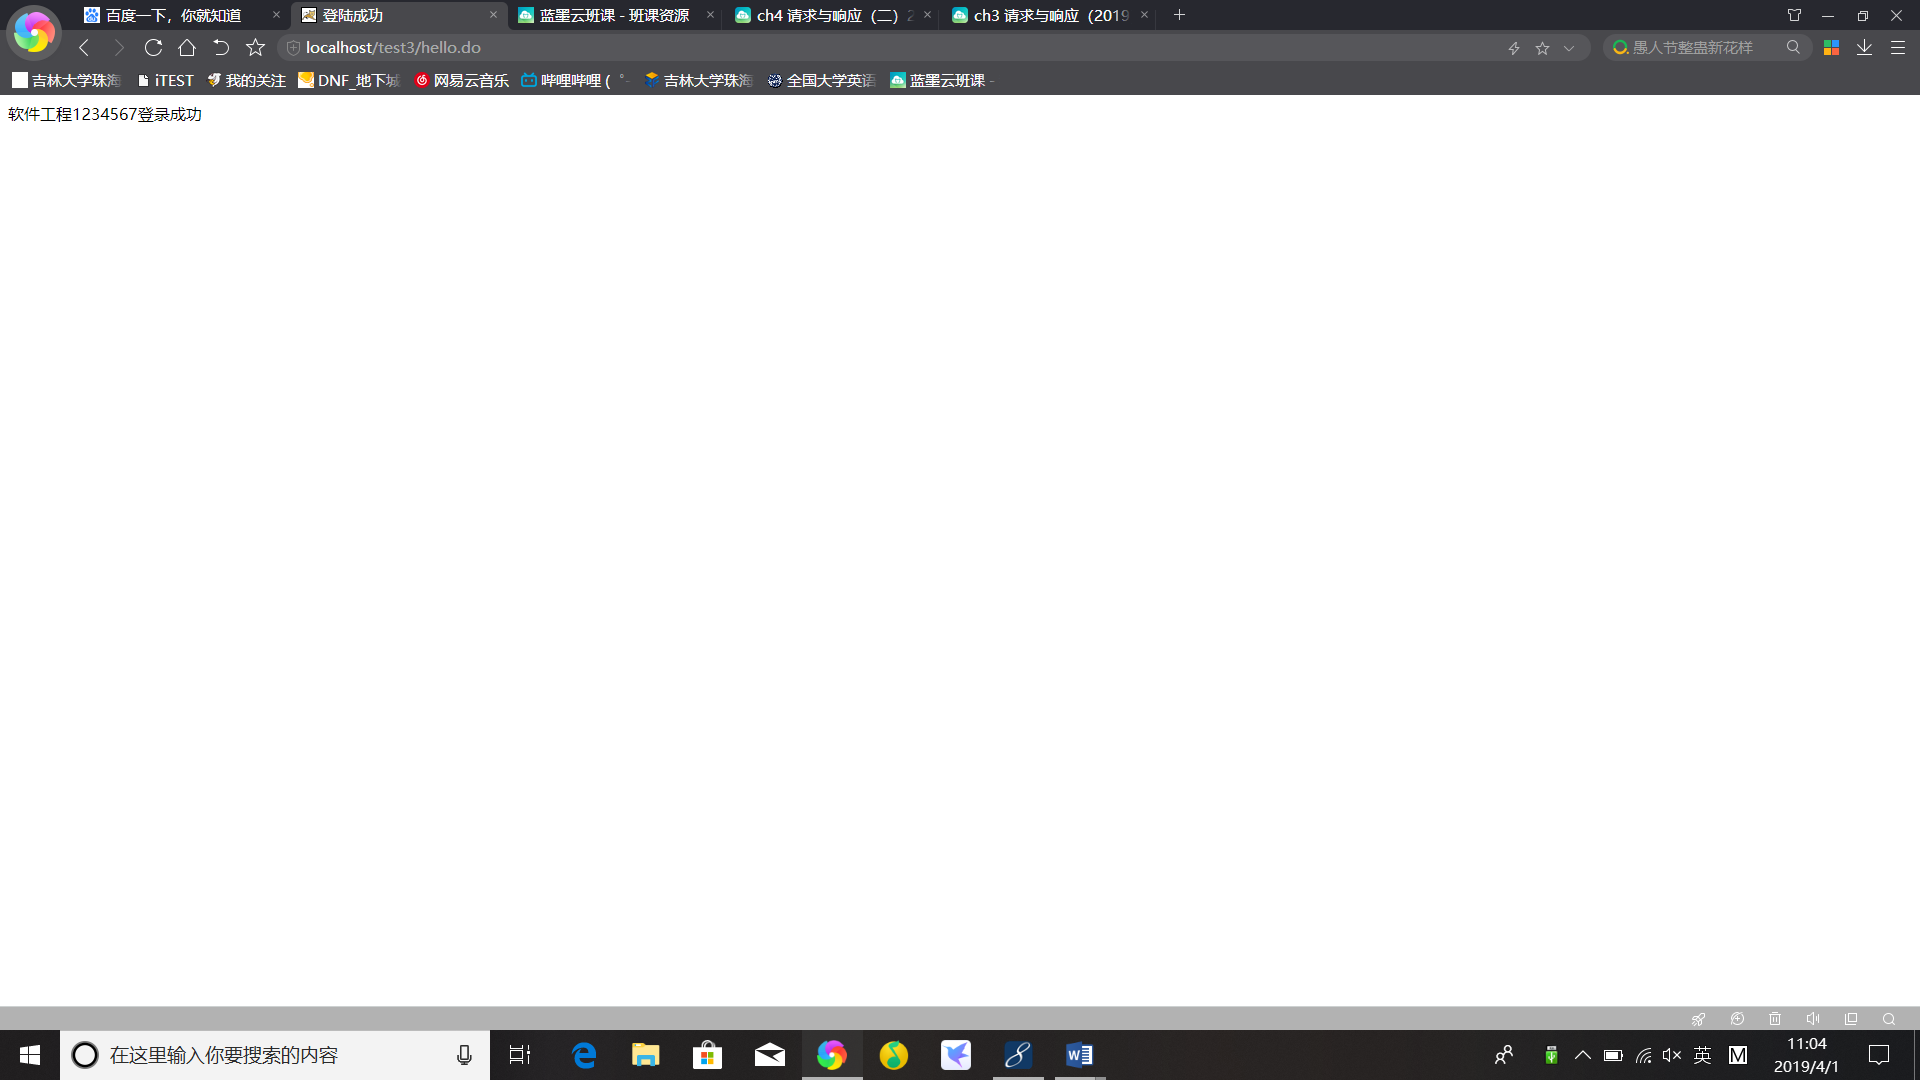 百度一下，你就知道
登陆成功
蓝墨云班课 - 班课资源
ch4 请求与响应（二）2
ch3 请求与响应（2019
localhost/test3/hello.do
愚人节整蛊新花样
吉林大学珠海
iTEST
我的关注
DNF_地下城
网易云音乐
哔哩哔哩 ( ゜-
吉林大学珠海
全国大学英语
蓝墨云班课 -
软件工程1234567登录成功
在这里输入你要搜索的内容
英
M
11:04
2019/4/1